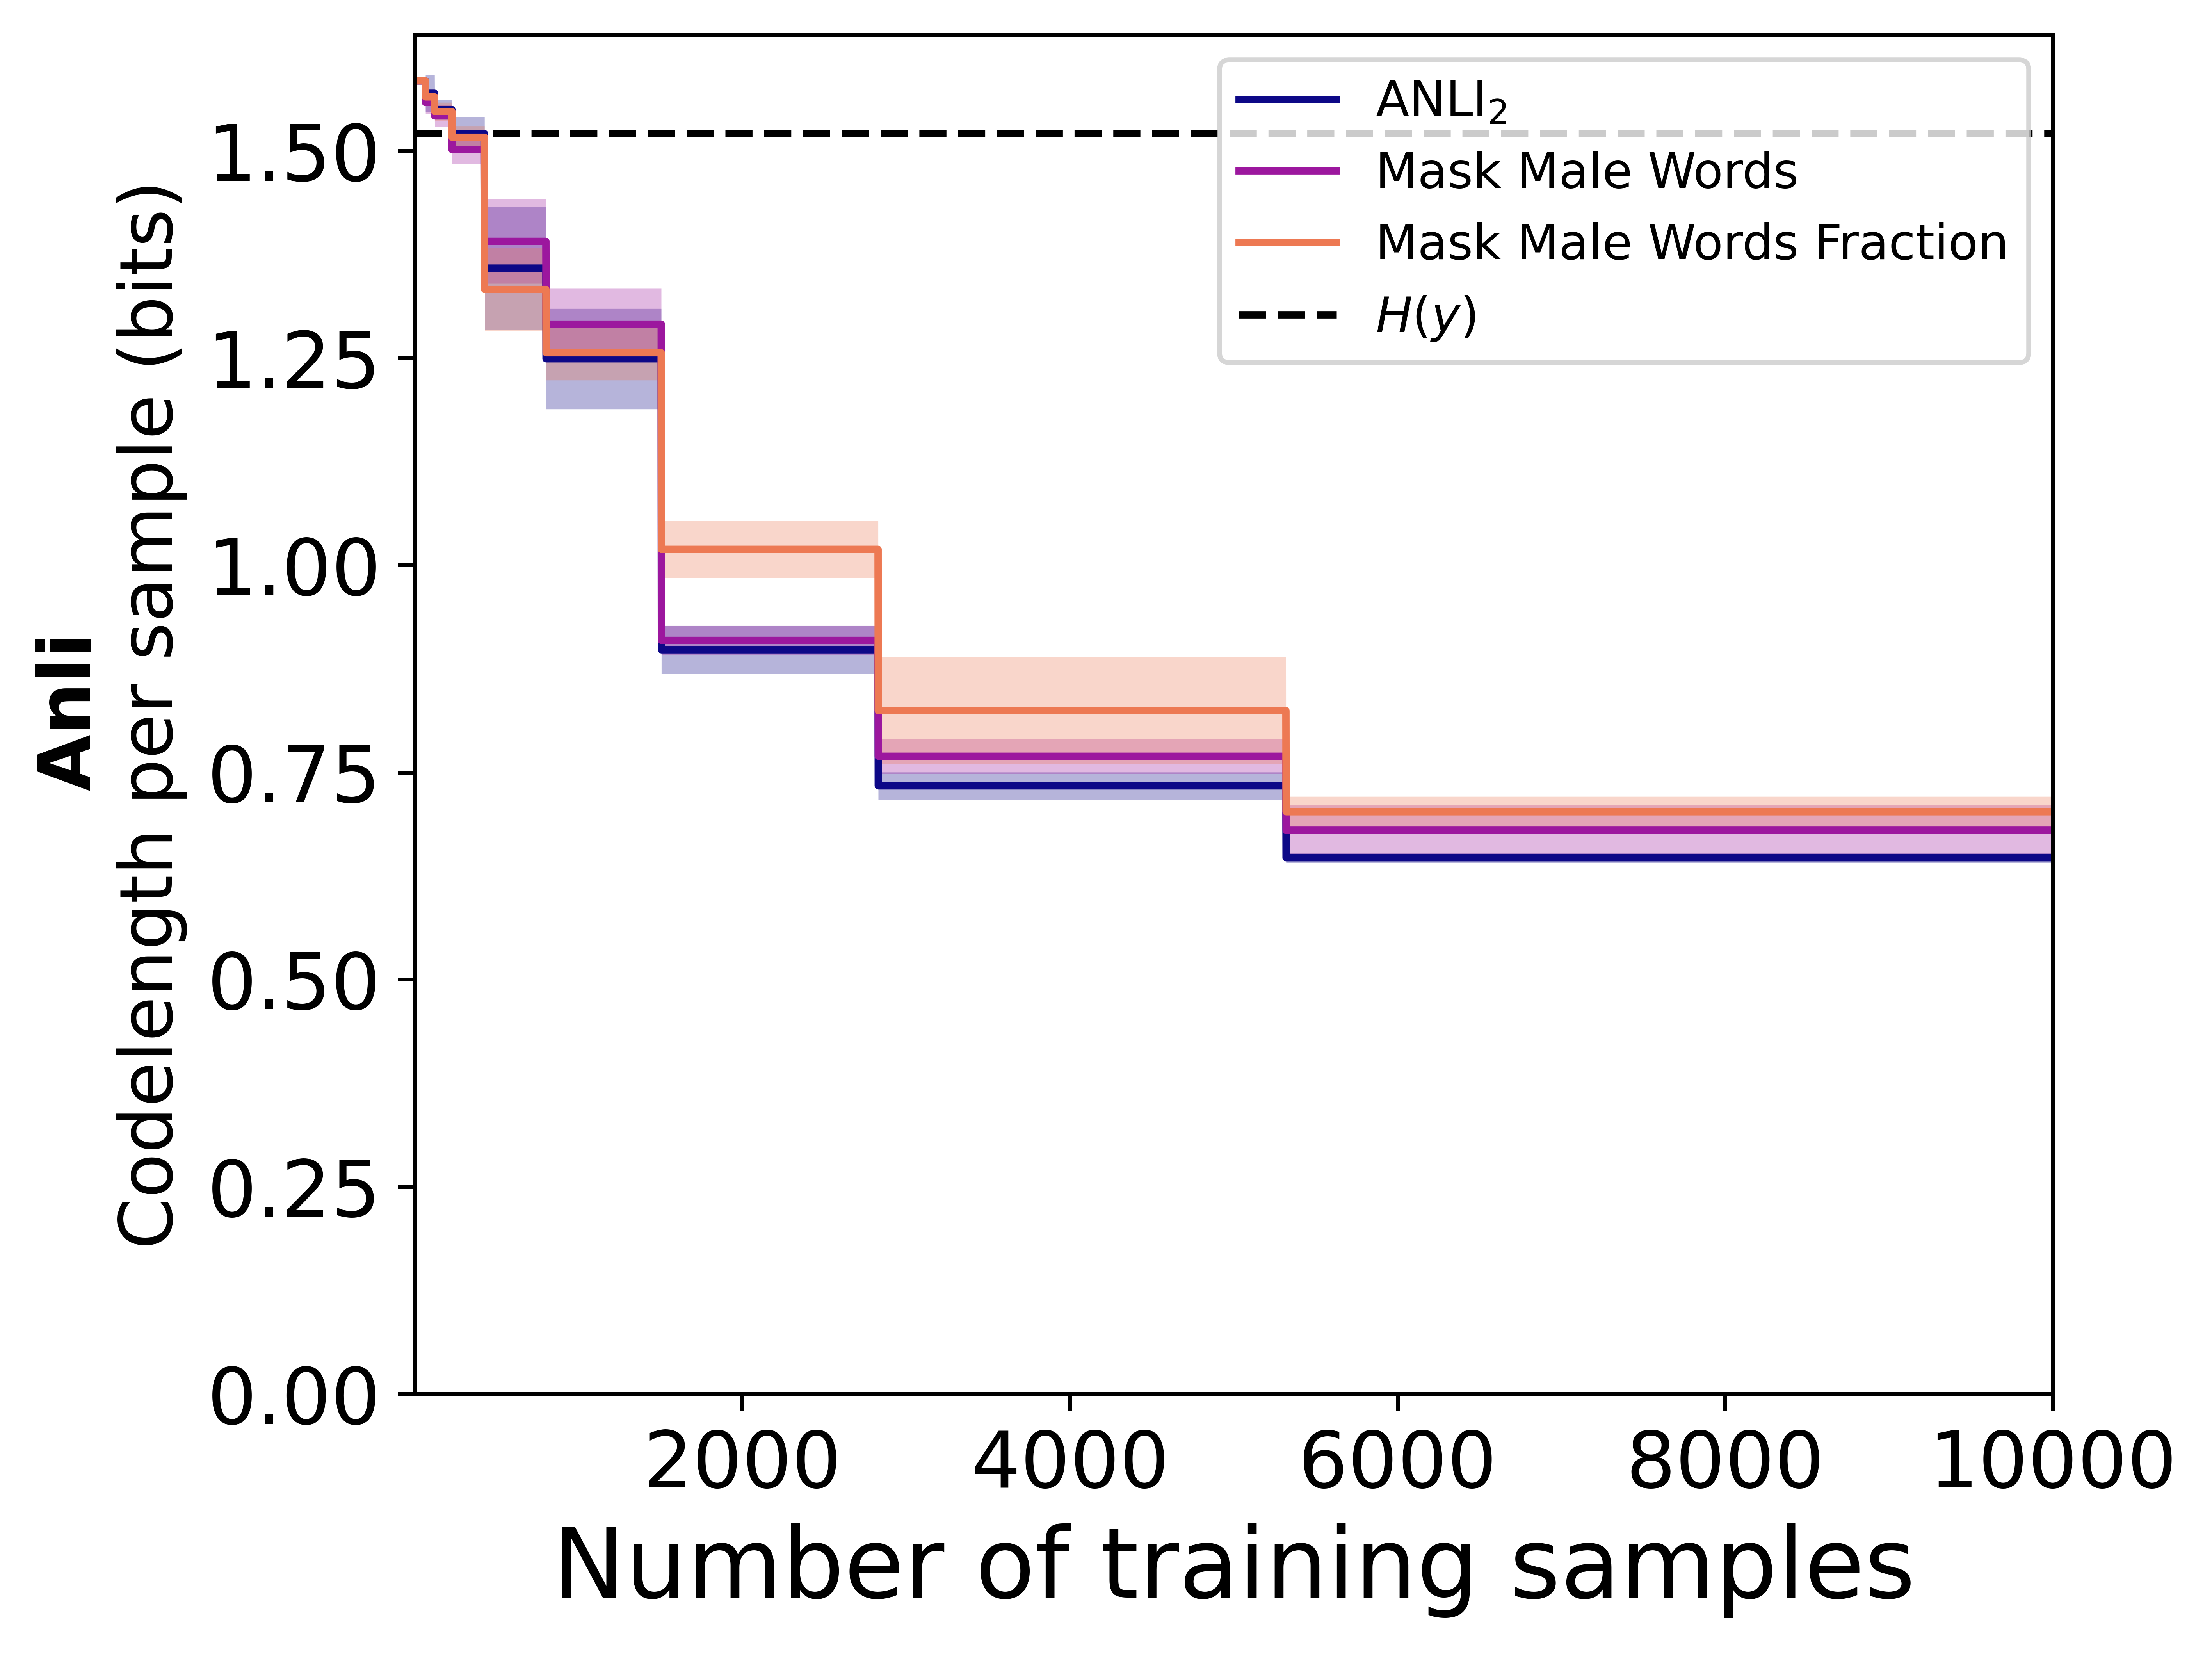 Anli
Codelength per sample (bits)
1.50
1.25
1.00
0.75
0.50
0.25
0.00
ANLI₂
Mask Male Words
Mask Male Words Fraction
H(y)
2000 4000 6000 8000 10000
Number of training samples